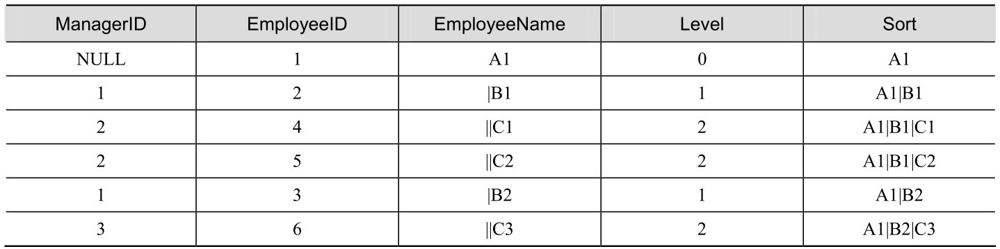 ManagerID EmployeeID EmployeeName Level Sort
NULL 1 A1 0 A1
1 2 |B1 1 A1|B1
2 4 ||C1 2 A1|B1|C1
2 5 ||C2 2 A1|B1|C2
1 3 |B2 1 A1|B2
3 6 ||C3 2 A1|B2|C3